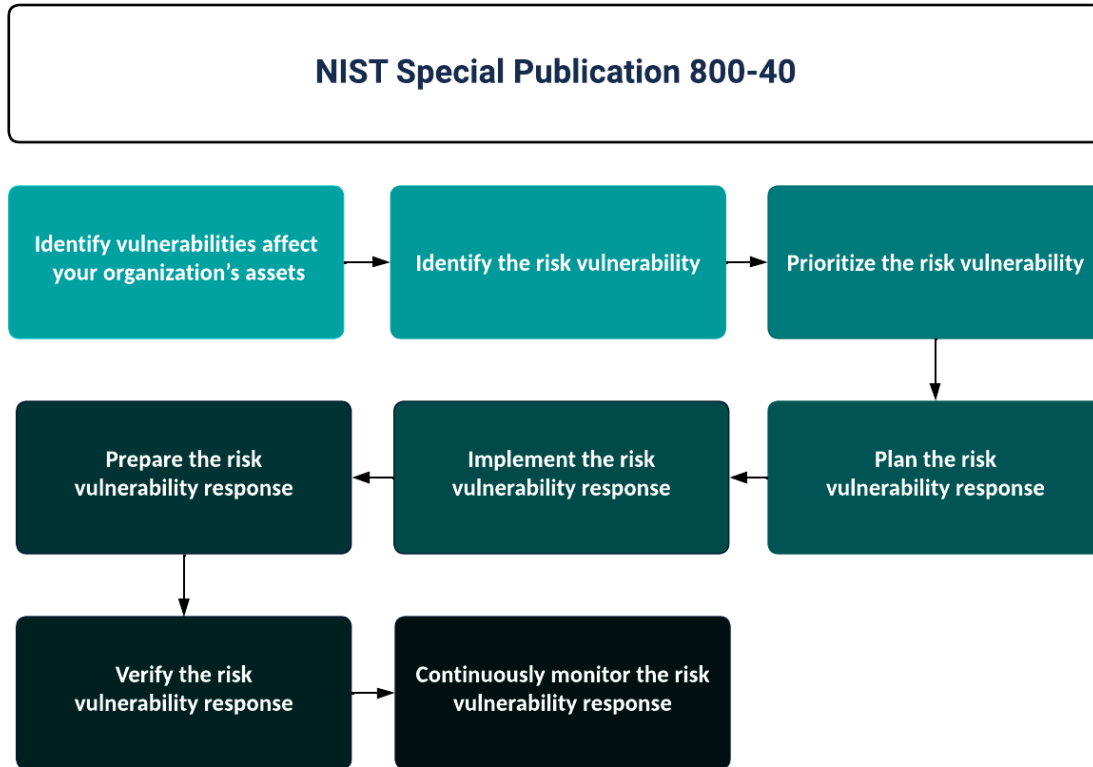 NIST Special Publication 800-40
Identify vulnerabilities affect
your organization’s assets
Identify the risk vulnerability
Prioritize the risk vulnerability
Plan the risk
vulnerability response
Implement the risk
vulnerability response
Prepare the risk
vulnerability response
Verify the risk
vulnerability response
Continuously monitor the risk
vulnerability response